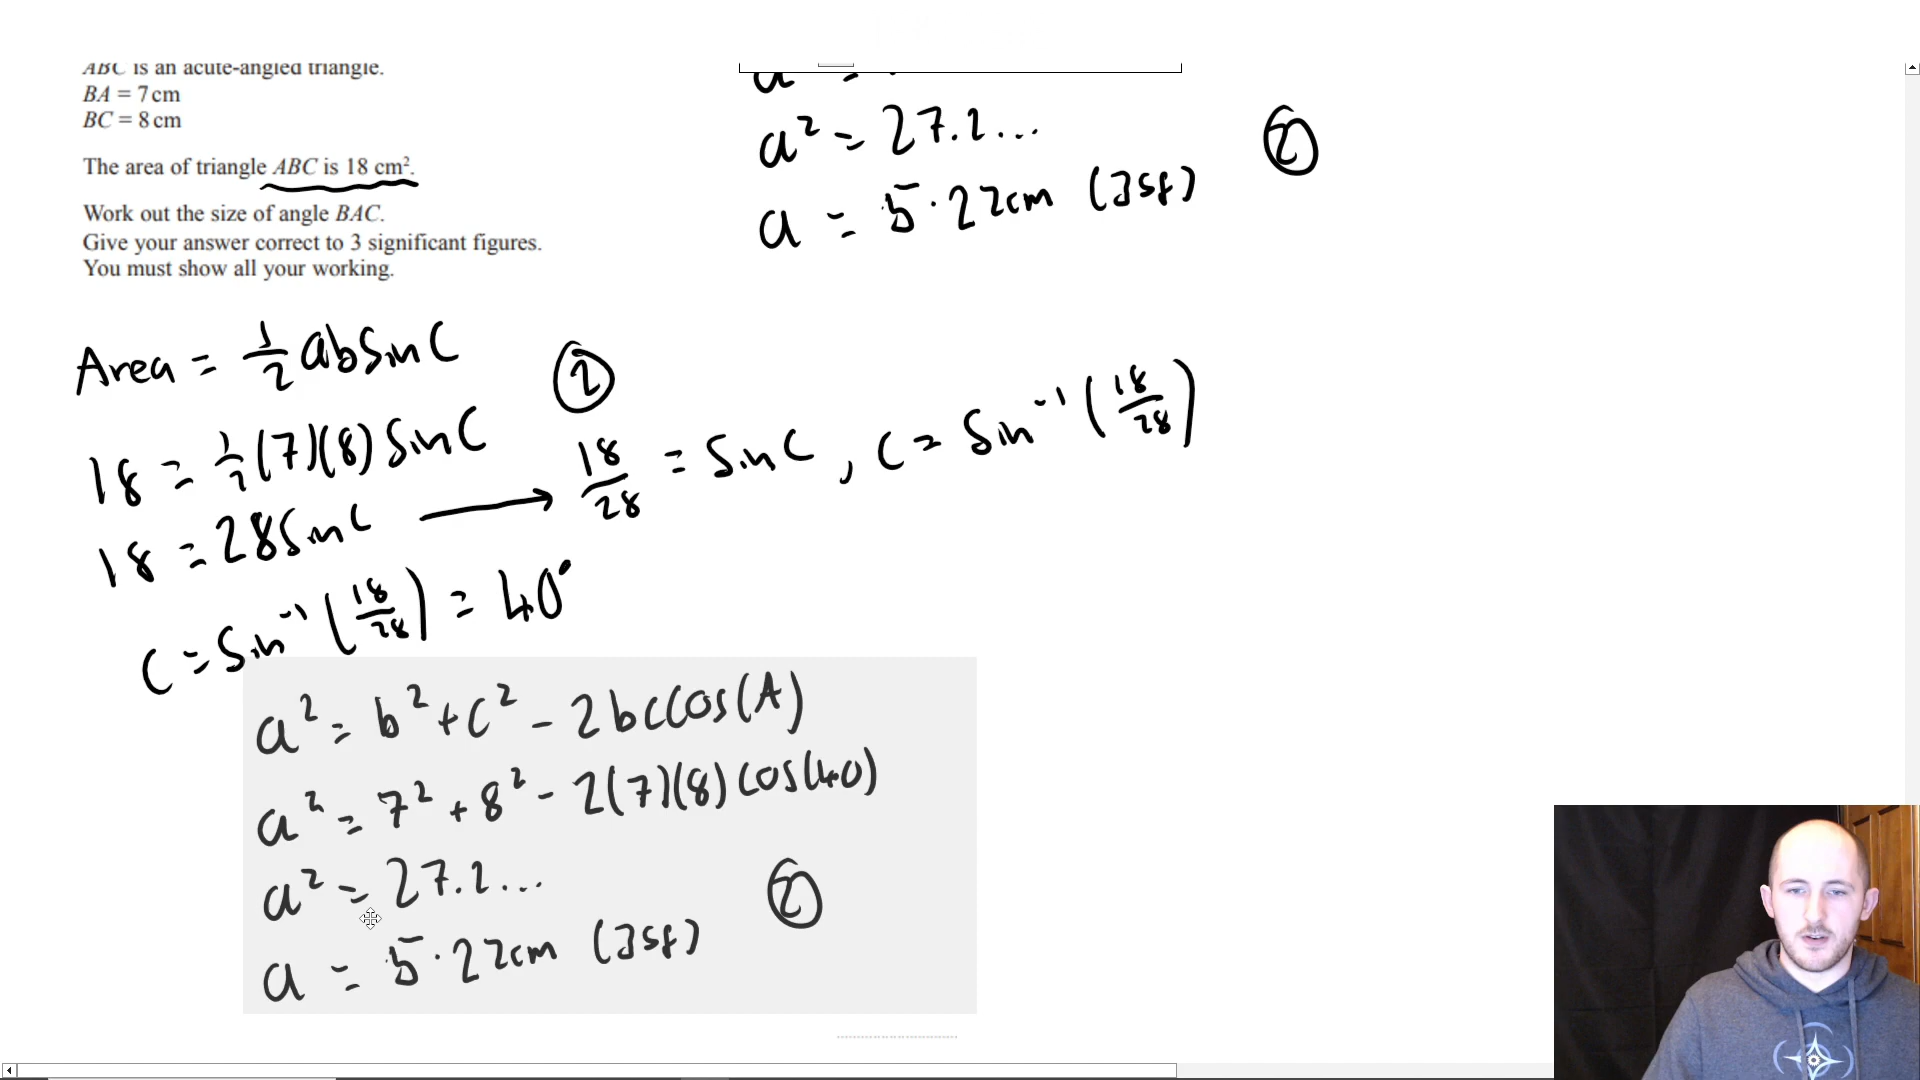 ABC is an acute-angled triangle.
BA = 7 cm
BC = 8 cm
The area of triangle ABC is 18 cm².
Work out the size of angle BAC.
Give your answer correct to 3 significant figures.
You must show all your working.
a² = 27.2...
②
a = 5.22cm (3sf)
Area = 1/2 abSinC
②
18 = 1/2 (7)(8) SinC
18 = 28SinC → 18/28 = SinC, C = Sin⁻¹(18/28)
C = Sin⁻¹(18/28) = 40°
a² = b² + c² - 2bcCos(A)
a² = 7² + 8² - 2(7)(8) Cos(40)
a² = 27.2...
②
a = 5.22cm (3sf)